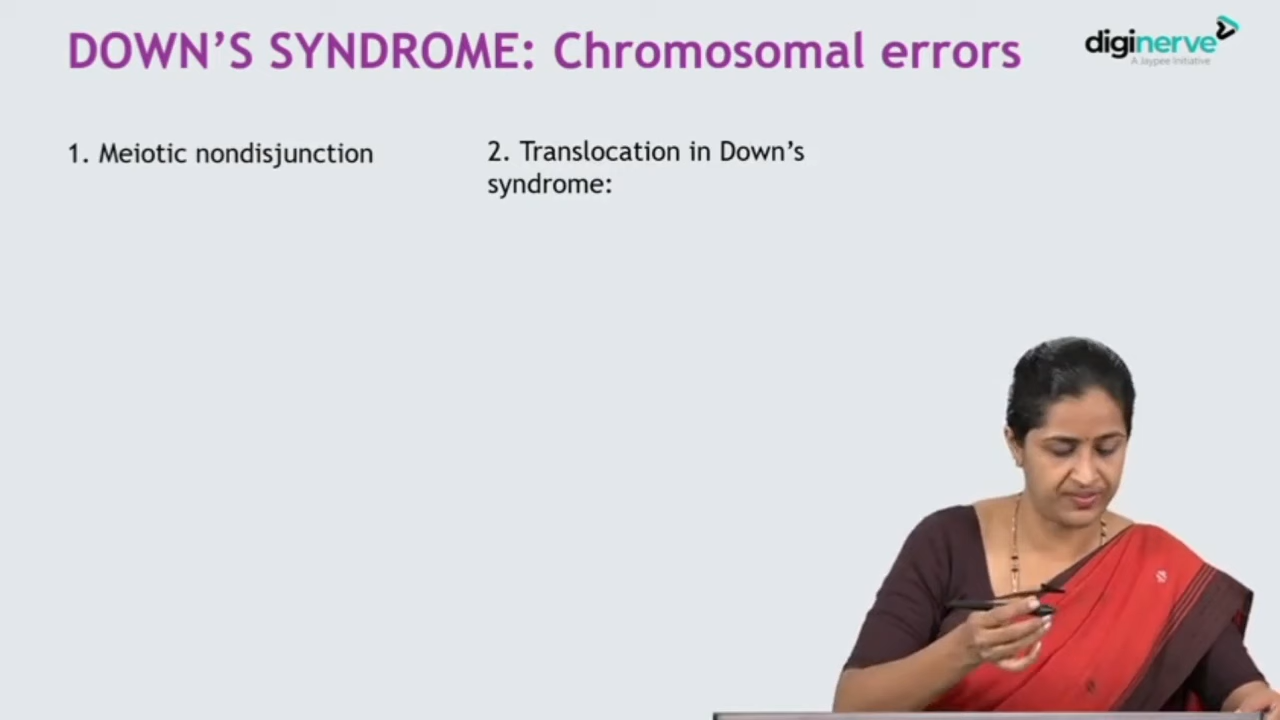 DOWN'S SYNDROME: Chromosomal errors
diginerve
A Jaypee Initiative
1. Meiotic nondisjunction
2. Translocation in Down's
syndrome: